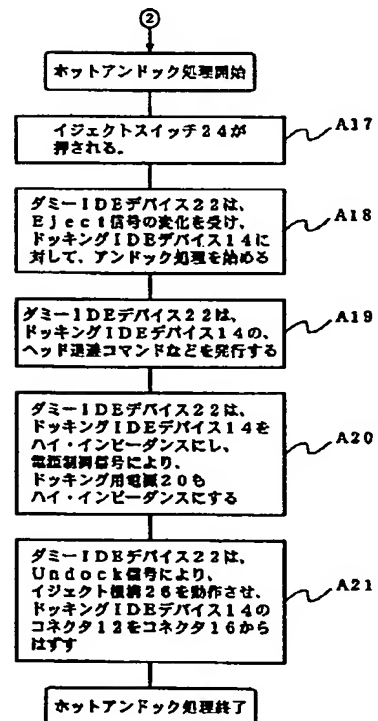 ②
ホットアンドック処理開始
イジェクトスイッチ24が
押される。
A17
ダミーIDEデバイス22は、
Eject信号の変化を受け、
ドッキングIDEデバイス14に
対して、アンドック処理を始める
A18
ダミーIDEデバイス22は、
ドッキングIDEデバイス14の、
ヘッド退避コマンドなどを発行する
A19
ダミーIDEデバイス22は、
ドッキングIDEデバイス14を
ハイ・インピーダンスにし、
電源制御信号により、
ドッキング用電源20も
ハイ・インピーダンスにする
A20
ダミーIDEデバイス22は、
Undock信号により、
イジェクト機構26を動作させ、
ドッキングIDEデバイス14の
コネクタ12をコネクタ16から
はずす
A21
ホットアンドック処理終了